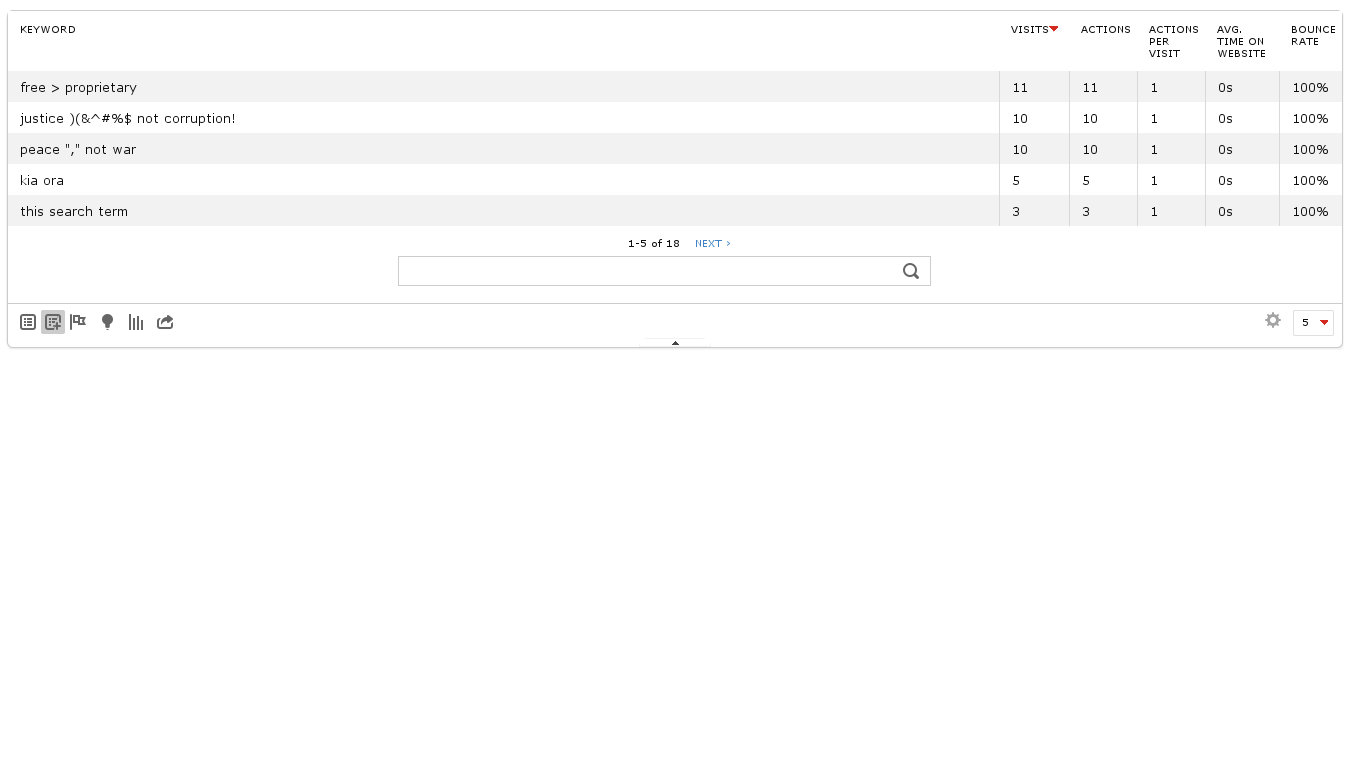 KEYWORD VISITS ACTIONS ACTIONS PER VISIT AVG. TIME ON WEBSITE BOUNCE RATE
free > proprietary 11 11 1 0s 100%
justice )(&^#%$ not corruption! 10 10 1 0s 100%
peace "," not war 10 10 1 0s 100%
kia ora 5 5 1 0s 100%
this search term 3 3 1 0s 100%
1-5 of 18 NEXT ›
5